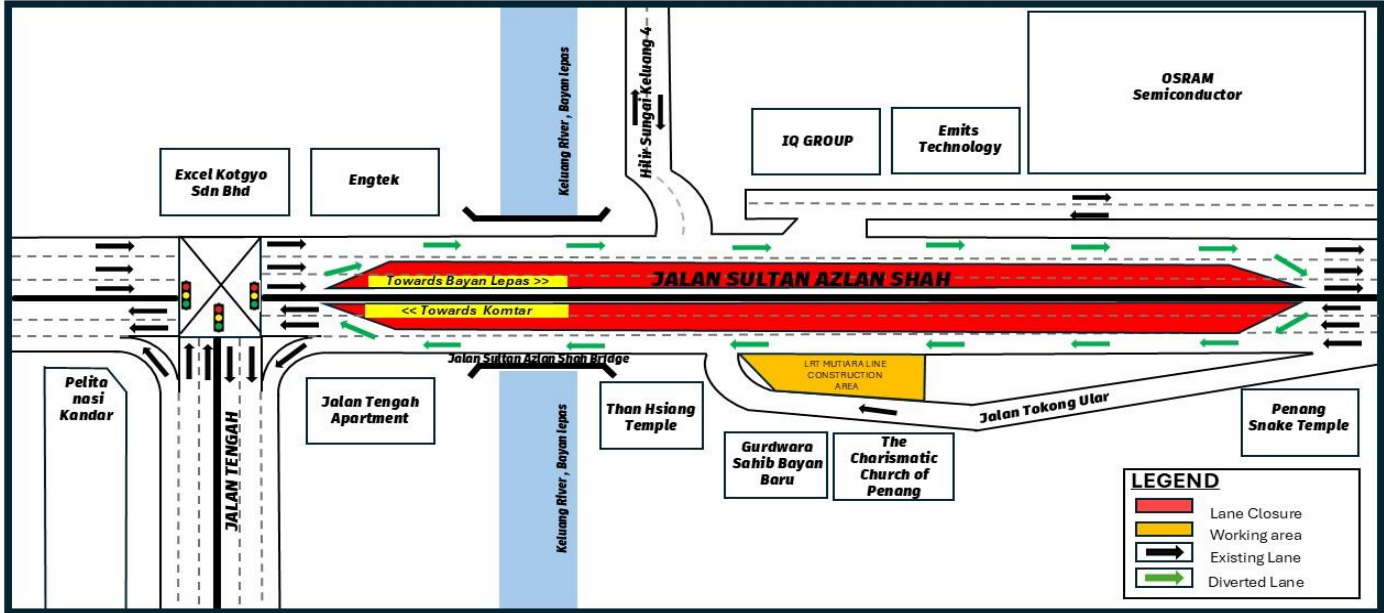 Keluang River , Bayan lepas
Hilir Sungai Keluang 4
OSRAM
Semiconductor
IQ GROUP
Emits
Technology
Excel Kotgyo
Sdn Bhd
Engtek
Towards Bayan Lepas >>
JALAN SULTAN AZLAN SHAH
<< Towards Komtar
Jalan Sultan Azlan Shah Bridge
LRT MUTIARA LINE
CONSTRUCTION
AREA
Pelita
nasi
Kandar
JALAN TENGAH
Jalan Tengah
Apartment
Keluang River , Bayan lepas
Than Hsiang
Temple
Gurdwara
Sahib Bayan
Baru
The
Charismatic
Church of
Penang
Jalan Tokong Ular
Penang
Snake Temple
LEGEND
Lane Closure
Working area
Existing Lane
Diverted Lane